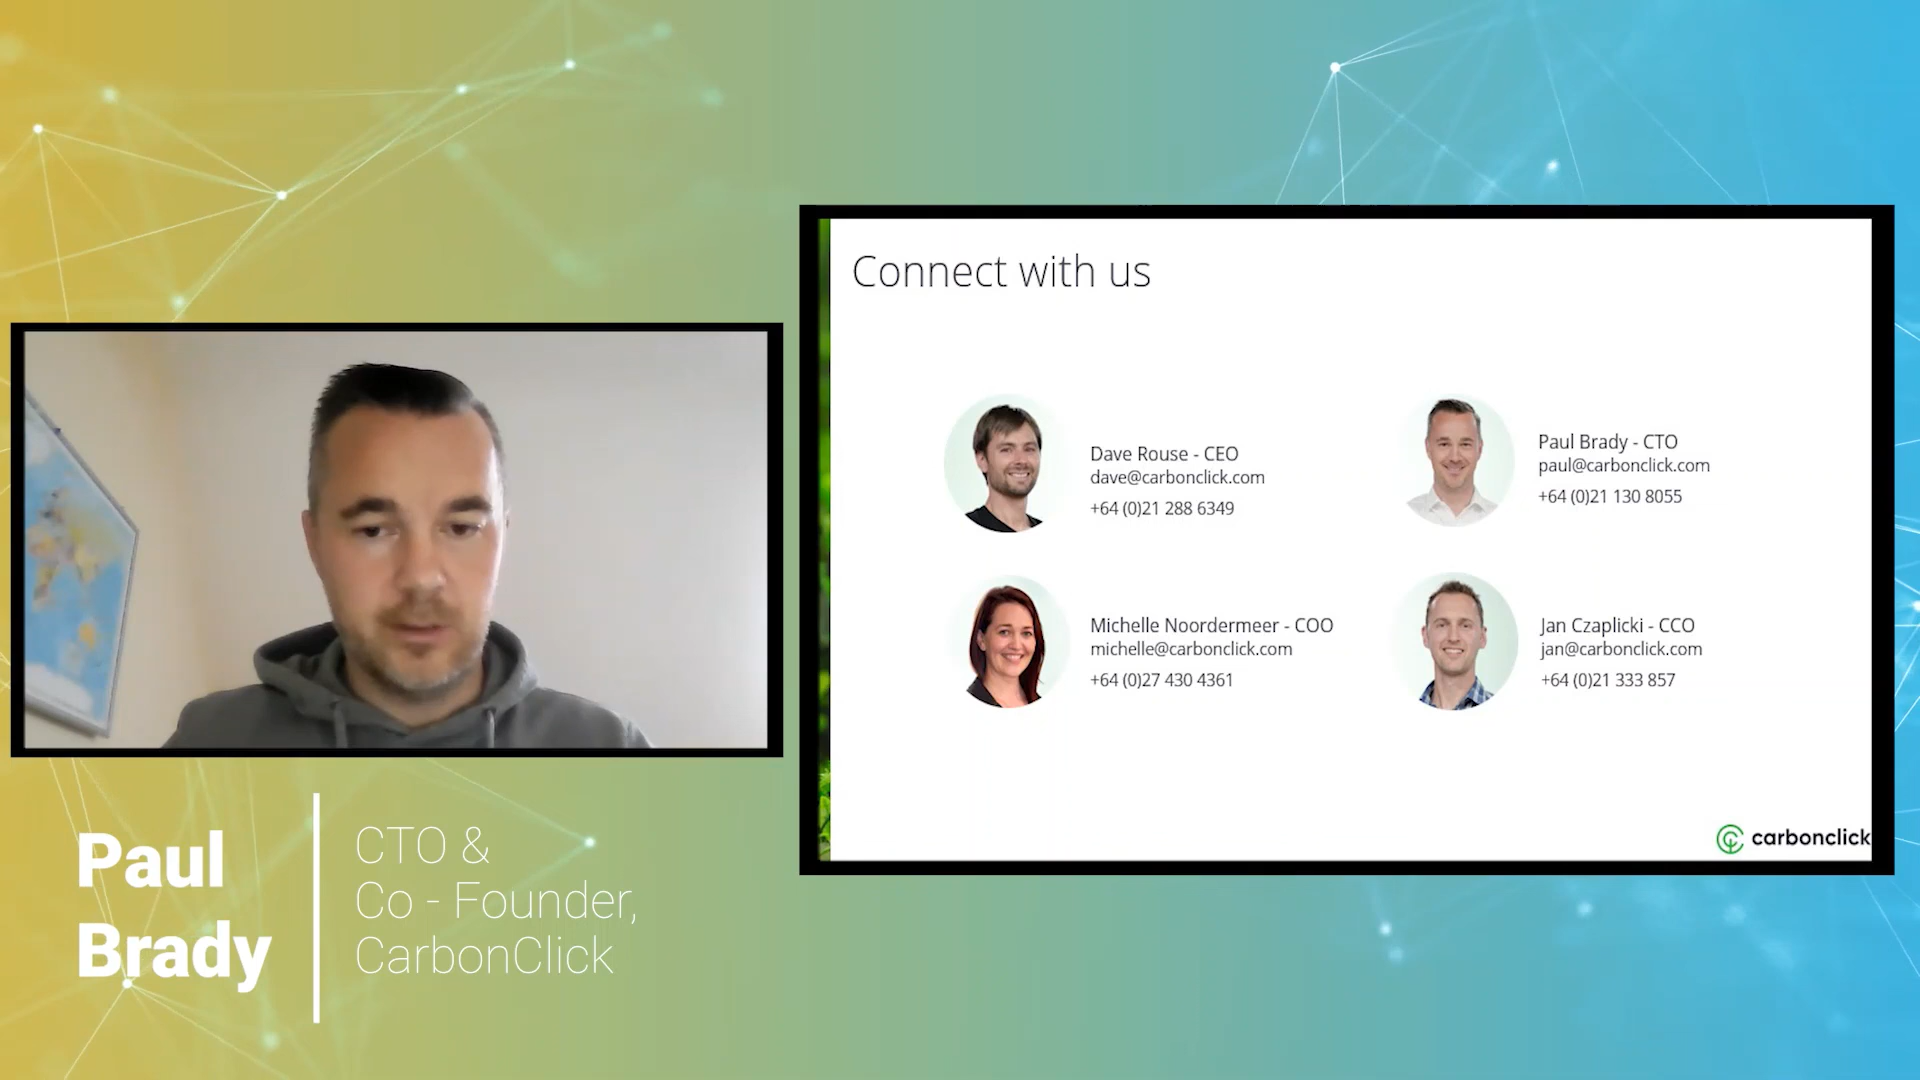 Connect with us
Dave Rouse - CEO
dave@carbonclick.com
+64 (0)21 288 6349
Paul Brady - CTO
paul@carbonclick.com
+64 (0)21 130 8055
Michelle Noordermeer - COO
michelle@carbonclick.com
+64 (0)27 430 4361
Jan Czaplicki - CCO
jan@carbonclick.com
+64 (0)21 333 857
carbonclick
Paul
Brady
CTO &
Co - Founder,
CarbonClick